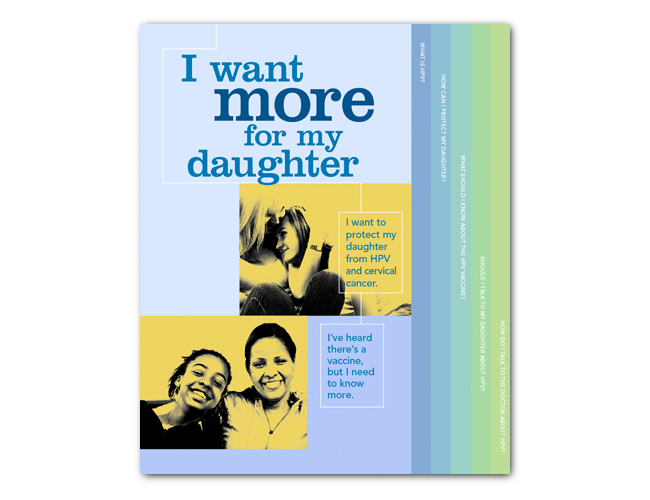 I want
more
for my
daughter
I want to
protect my
daughter
from HPV
and cervical
cancer.
I've heard
there's a
vaccine,
but I need
to know
more.
WHAT IS HPV?
HOW CAN I PROTECT MY DAUGHTER?
WHAT SHOULD I KNOW ABOUT THE HPV VACCINE?
SHOULD I TALK TO MY DAUGHTER ABOUT HPV?
HOW DO I TALK TO THE DOCTOR ABOUT HPV?